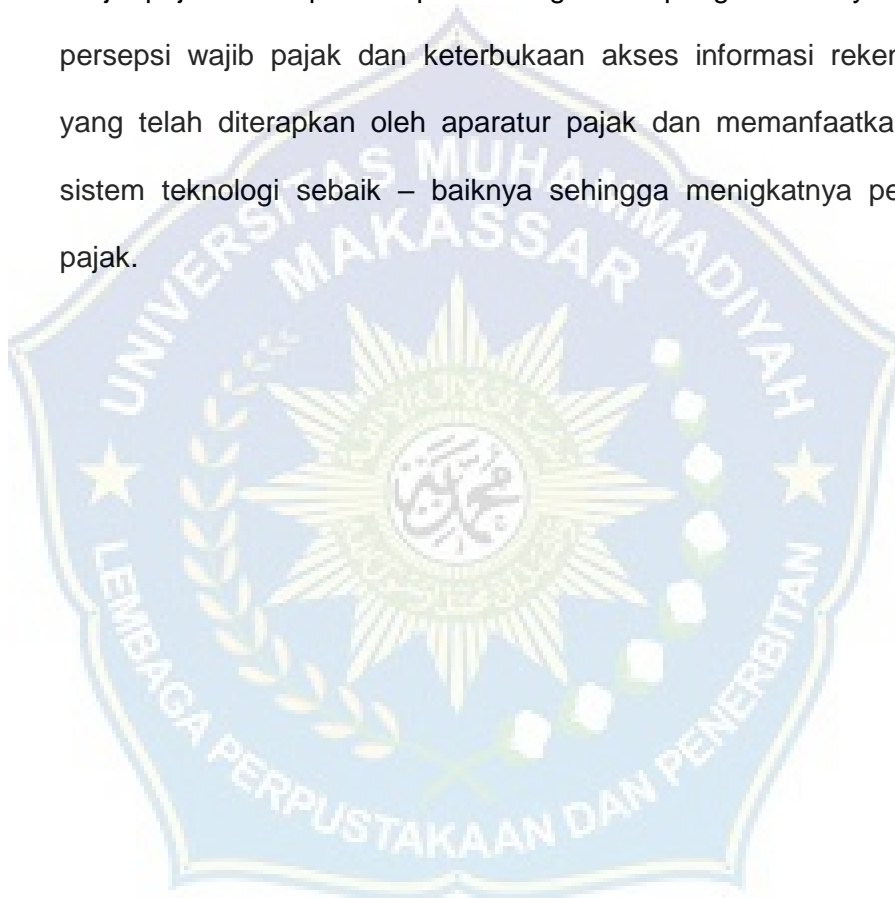 persepsi wajib pajak dan keterbukaan akses informasi reker
yang telah diterapkan oleh aparatur pajak dan memanfaatka
sistem teknologi sebaik – baiknya sehingga menigkatnya pe
pajak.
UNIVERSITAS MUHAMMADIYAH
MAKASSAR
LEMBAGA PERPUSTAKAAN DAN PENERBITAN